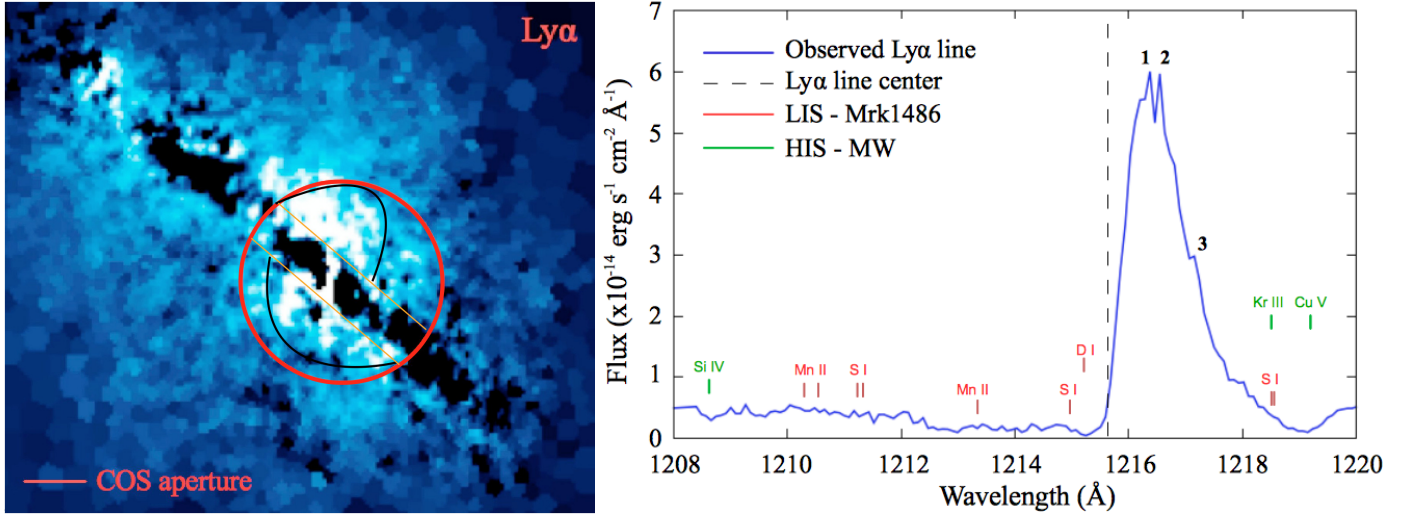 Lyα
COS aperture
7
6
5
4
3
2
1
0
Flux (x10⁻¹⁴ erg s⁻¹ cm⁻² Å⁻¹)
Observed Lyα line
Lyα line center
LIS - Mrk1486
HIS - MW
1 2
3
Kr III Cu V
D I
Si IV Mn II S I Mn II S I S I
1208 1210 1212 1214 1216 1218 1220
Wavelength (Å)